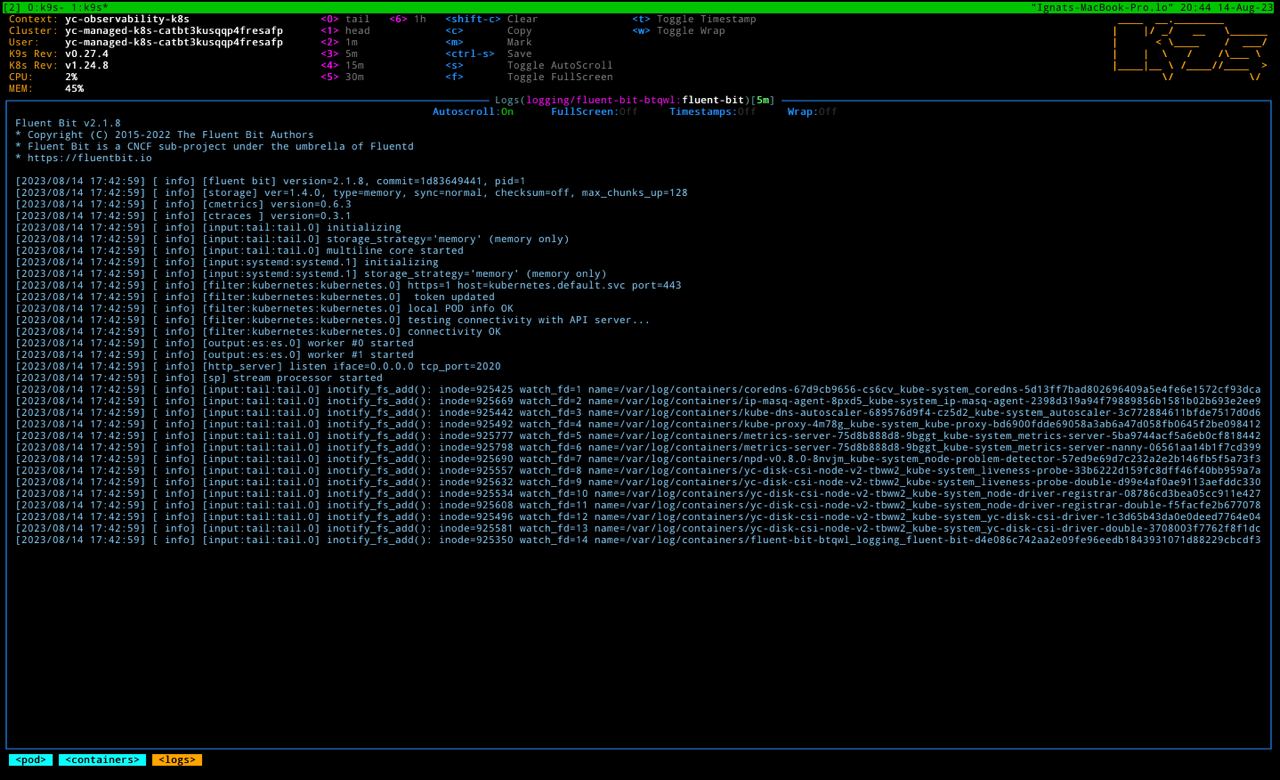 [2] 0:k9s- 1:k9s* "Ignats-MacBook-Pro.lo" 20:44 14-Aug-23
Context: yc-observability-k8s <0> tail <6> 1h <shift-c> Clear <t> Toggle Timestamp
Cluster: yc-managed-k8s-catbt3kusqqp4fresafp <1> head <c> Copy <w> Toggle Wrap
User: yc-managed-k8s-catbt3kusqqp4fresafp <2> 1m <m> Mark
K9s Rev: v0.27.4 <3> 5m <ctrl-s> Save
K8s Rev: v1.24.8 <4> 15m <s> Toggle AutoScroll
CPU: 2% <5> 30m <f> Toggle FullScreen
MEM: 45%
Logs(logging/fluent-bit-btqwl:fluent-bit)[5m]
Autoscroll:On FullScreen:Off Timestamps:Off Wrap:Off
Fluent Bit v2.1.8
* Copyright (C) 2015-2022 The Fluent Bit Authors
* Fluent Bit is a CNCF sub-project under the umbrella of Fluentd
* https://fluentbit.io
[2023/08/14 17:42:59] [ info] [fluent bit] version=2.1.8, commit=1d83649441, pid=1
[2023/08/14 17:42:59] [ info] [storage] ver=1.4.0, type=memory, sync=normal, checksum=off, max_chunks_up=128
[2023/08/14 17:42:59] [ info] [cmetrics] version=0.6.3
[2023/08/14 17:42:59] [ info] [ctraces ] version=0.3.1
[2023/08/14 17:42:59] [ info] [input:tail:tail.0] initializing
[2023/08/14 17:42:59] [ info] [input:tail:tail.0] storage_strategy='memory' (memory only)
[2023/08/14 17:42:59] [ info] [input:tail:tail.0] multiline core started
[2023/08/14 17:42:59] [ info] [input:systemd:systemd.1] initializing
[2023/08/14 17:42:59] [ info] [input:systemd:systemd.1] storage_strategy='memory' (memory only)
[2023/08/14 17:42:59] [ info] [filter:kubernetes:kubernetes.0] https=1 host=kubernetes.default.svc port=443
[2023/08/14 17:42:59] [ info] [filter:kubernetes:kubernetes.0]  token updated
[2023/08/14 17:42:59] [ info] [filter:kubernetes:kubernetes.0] local POD info OK
[2023/08/14 17:42:59] [ info] [filter:kubernetes:kubernetes.0] testing connectivity with API server...
[2023/08/14 17:42:59] [ info] [filter:kubernetes:kubernetes.0] connectivity OK
[2023/08/14 17:42:59] [ info] [output:es:es.0] worker #0 started
[2023/08/14 17:42:59] [ info] [output:es:es.0] worker #1 started
[2023/08/14 17:42:59] [ info] [http_server] listen iface=0.0.0.0 tcp_port=2020
[2023/08/14 17:42:59] [ info] [sp] stream processor started
[2023/08/14 17:42:59] [ info] [input:tail:tail.0] inotify_fs_add(): inode=925425 watch_fd=1 name=/var/log/containers/coredns-67d9cb9656-cs6cv_kube-system_coredns-5d13ff7bad802696409a5e4fe6e1572cf93dca
[2023/08/14 17:42:59] [ info] [input:tail:tail.0] inotify_fs_add(): inode=925669 watch_fd=2 name=/var/log/containers/ip-masq-agent-8pxd5_kube-system_ip-masq-agent-2398d319a94f79889856b1581b02b693e2ee9
[2023/08/14 17:42:59] [ info] [input:tail:tail.0] inotify_fs_add(): inode=925442 watch_fd=3 name=/var/log/containers/kube-dns-autoscaler-689576d9f4-cz5d2_kube-system_autoscaler-3c772884611bfde7517d0d6
[2023/08/14 17:42:59] [ info] [input:tail:tail.0] inotify_fs_add(): inode=925492 watch_fd=4 name=/var/log/containers/kube-proxy-4m78g_kube-system_kube-proxy-bd6900fdde69058a3ab6a47d058fb0645f2be098412
[2023/08/14 17:42:59] [ info] [input:tail:tail.0] inotify_fs_add(): inode=925777 watch_fd=5 name=/var/log/containers/metrics-server-75d8b888d8-9bggt_kube-system_metrics-server-5ba9744acf5a6eb0cf818442
[2023/08/14 17:42:59] [ info] [input:tail:tail.0] inotify_fs_add(): inode=925798 watch_fd=6 name=/var/log/containers/metrics-server-75d8b888d8-9bggt_kube-system_metrics-server-nanny-06561aa14b1f7cd399
[2023/08/14 17:42:59] [ info] [input:tail:tail.0] inotify_fs_add(): inode=925690 watch_fd=7 name=/var/log/containers/npd-v0.8.0-8nvjm_kube-system_node-problem-detector-57ed9e69d7c232a2e2b146fb5f5a73f3
[2023/08/14 17:42:59] [ info] [input:tail:tail.0] inotify_fs_add(): inode=925557 watch_fd=8 name=/var/log/containers/yc-disk-csi-node-v2-tbww2_kube-system_liveness-probe-33b6222d159fc8dff46f40bb959a7a
[2023/08/14 17:42:59] [ info] [input:tail:tail.0] inotify_fs_add(): inode=925632 watch_fd=9 name=/var/log/containers/yc-disk-csi-node-v2-tbww2_kube-system_liveness-probe-double-d99e4af0ae9113aefddc330
[2023/08/14 17:42:59] [ info] [input:tail:tail.0] inotify_fs_add(): inode=925534 watch_fd=10 name=/var/log/containers/yc-disk-csi-node-v2-tbww2_kube-system_node-driver-registrar-08786cd3bea05cc911e427
[2023/08/14 17:42:59] [ info] [input:tail:tail.0] inotify_fs_add(): inode=925608 watch_fd=11 name=/var/log/containers/yc-disk-csi-node-v2-tbww2_kube-system_node-driver-registrar-double-f5facfe2b677078
[2023/08/14 17:42:59] [ info] [input:tail:tail.0] inotify_fs_add(): inode=925496 watch_fd=12 name=/var/log/containers/yc-disk-csi-node-v2-tbww2_kube-system_yc-disk-csi-driver-1c3d65b43da0e0deed7764e04
[2023/08/14 17:42:59] [ info] [input:tail:tail.0] inotify_fs_add(): inode=925581 watch_fd=13 name=/var/log/containers/yc-disk-csi-node-v2-tbww2_kube-system_yc-disk-csi-driver-double-3708003f7762f8f1dc
[2023/08/14 17:42:59] [ info] [input:tail:tail.0] inotify_fs_add(): inode=925350 watch_fd=14 name=/var/log/containers/fluent-bit-btqwl_logging_fluent-bit-d4e086c742aa2e09fe96eedb1843931071d88229cbcdf3
<pod> <containers> <logs>